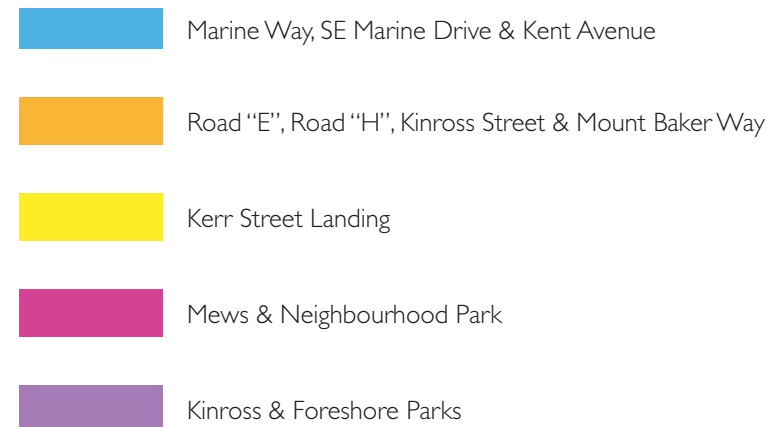 Marine Way, SE Marine Drive & Kent Avenue
Road “E”, Road “H”, Kinross Street & Mount Baker Way
Kerr Street Landing
Mews & Neighbourhood Park
Kinross & Foreshore Parks